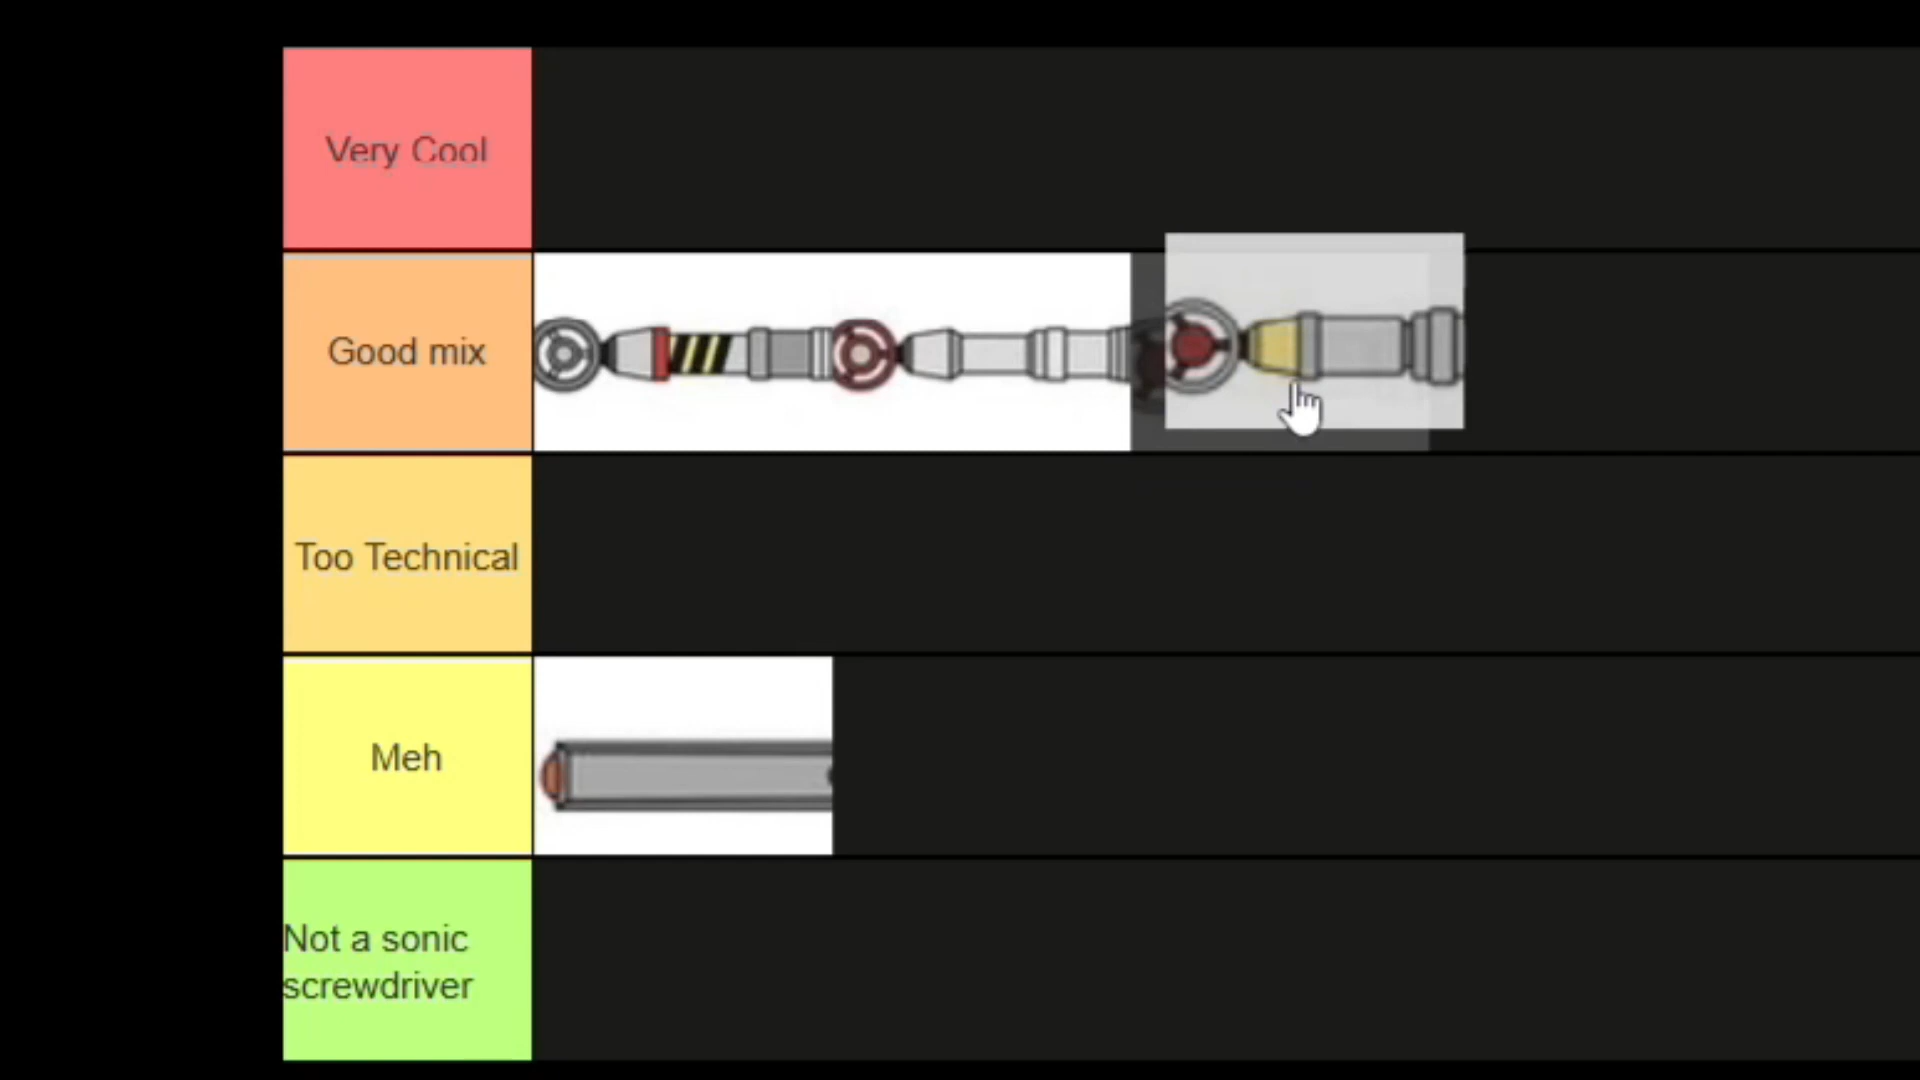 Very Cool
Good mix
Too Technical
Meh
Not a sonic
screwdriver